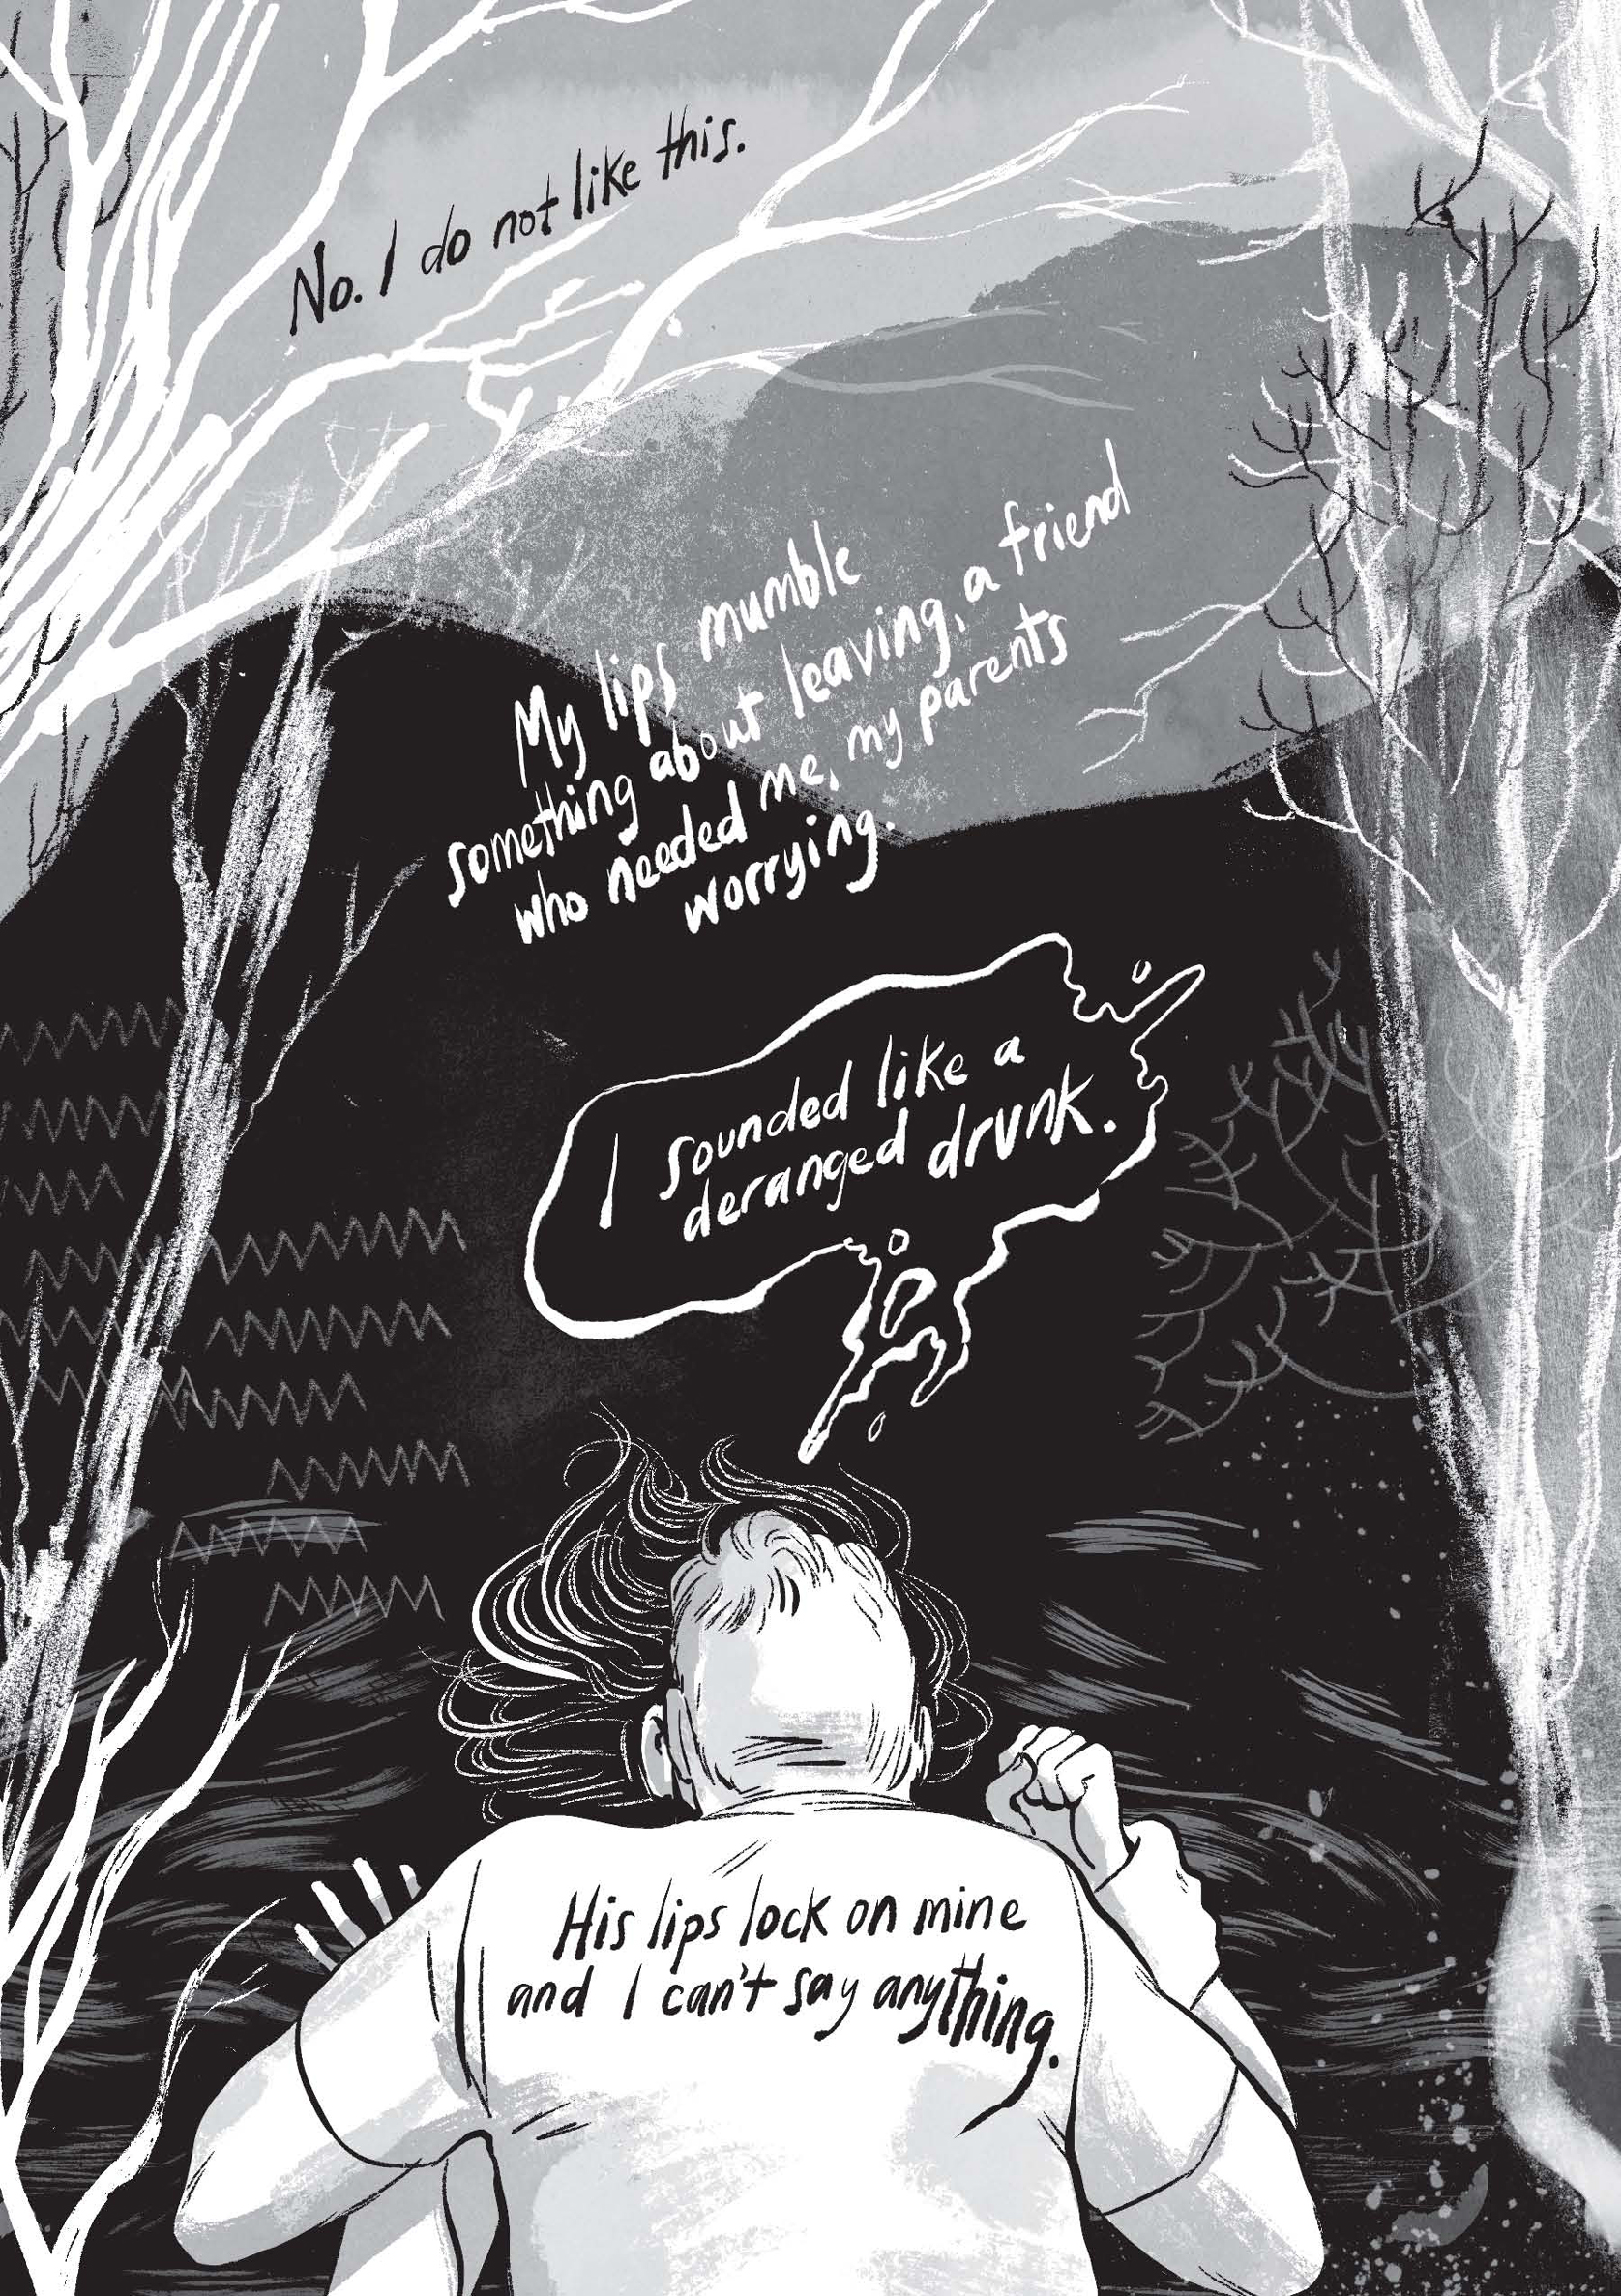 No. I do not like this.
My lips mumble
something about leaving, a friend
who needed me, my parents
worrying.
I sounded like a
deranged drunk.
His lips lock on mine
and I can't say anything.